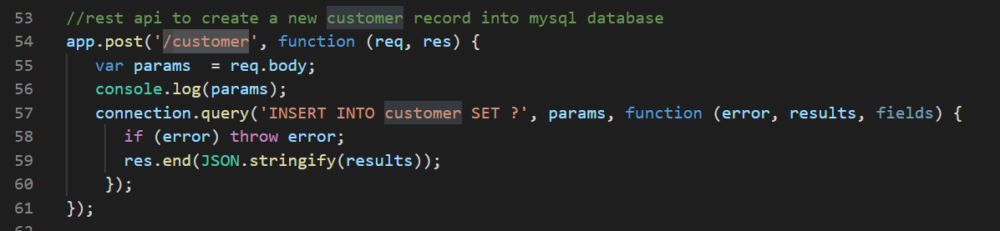 53 //rest api to create a new customer record into mysql database
54 app.post('/customer', function (req, res) {
55 var params  = req.body;
56 console.log(params);
57 connection.query('INSERT INTO customer SET ?', params, function (error, results, fields) {
58 if (error) throw error;
59 res.end(JSON.stringify(results));
60 });
61 });